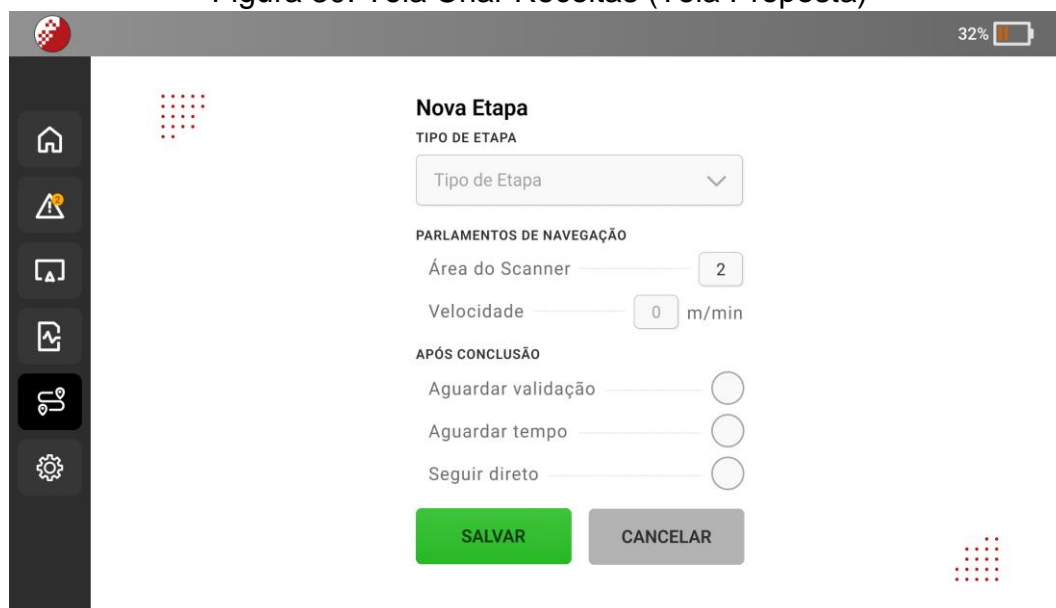 32%
Nova Etapa
TIPO DE ETAPA
Tipo de Etapa
PARLAMENTOS DE NAVEGAÇÃO
Área do Scanner 2
Velocidade 0 m/min
APÓS CONCLUSÃO
Aguardar validação
Aguardar tempo
Seguir direto
SALVAR CANCELAR